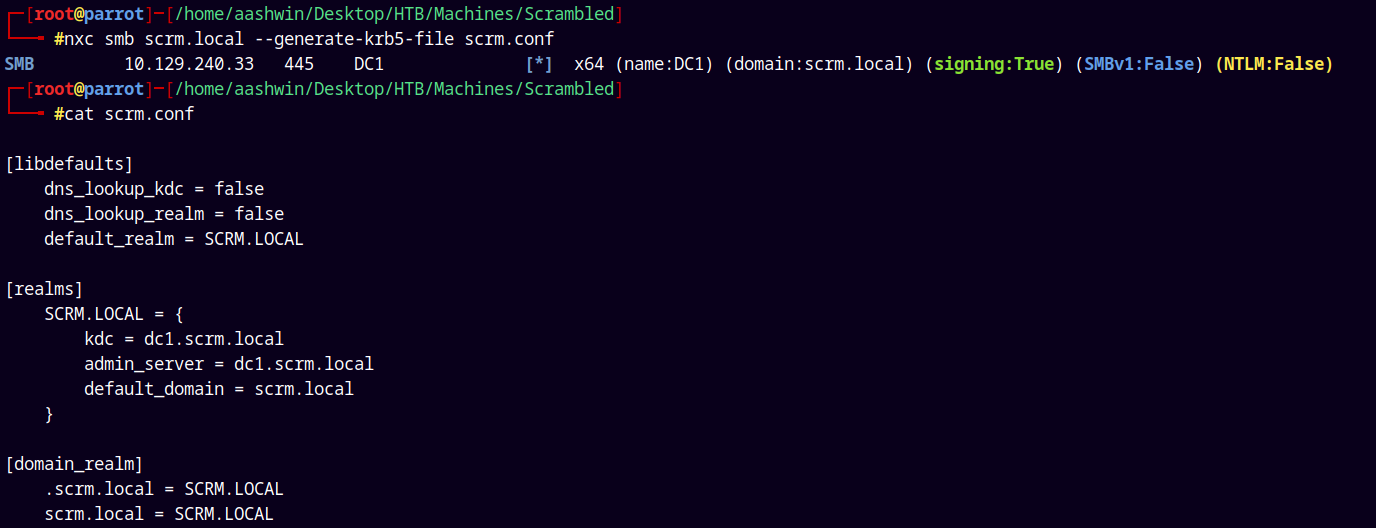 [root@parrot]─[/home/aashwin/Desktop/HTB/Machines/Scrambled]
#nxc smb scrm.local --generate-krb5-file scrm.conf
SMB 10.129.240.33 445 DC1 [*] x64 (name:DC1) (domain:scrm.local) (signing:True) (SMBv1:False) (NTLM:False)
[root@parrot]─[/home/aashwin/Desktop/HTB/Machines/Scrambled]
#cat scrm.conf
[libdefaults]
dns_lookup_kdc = false
dns_lookup_realm = false
default_realm = SCRM.LOCAL
[realms]
SCRM.LOCAL = {
kdc = dc1.scrm.local
admin_server = dc1.scrm.local
default_domain = scrm.local
}
[domain_realm]
.scrm.local = SCRM.LOCAL
scrm.local = SCRM.LOCAL